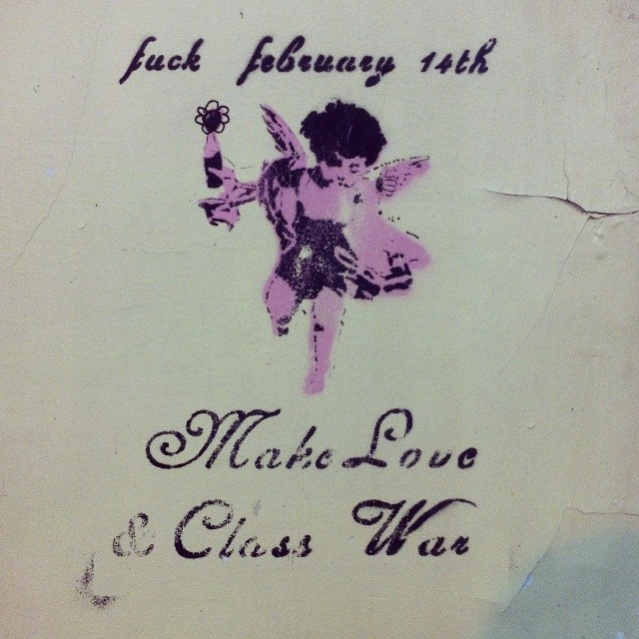 fuck february 14th
Make Love
& Class War